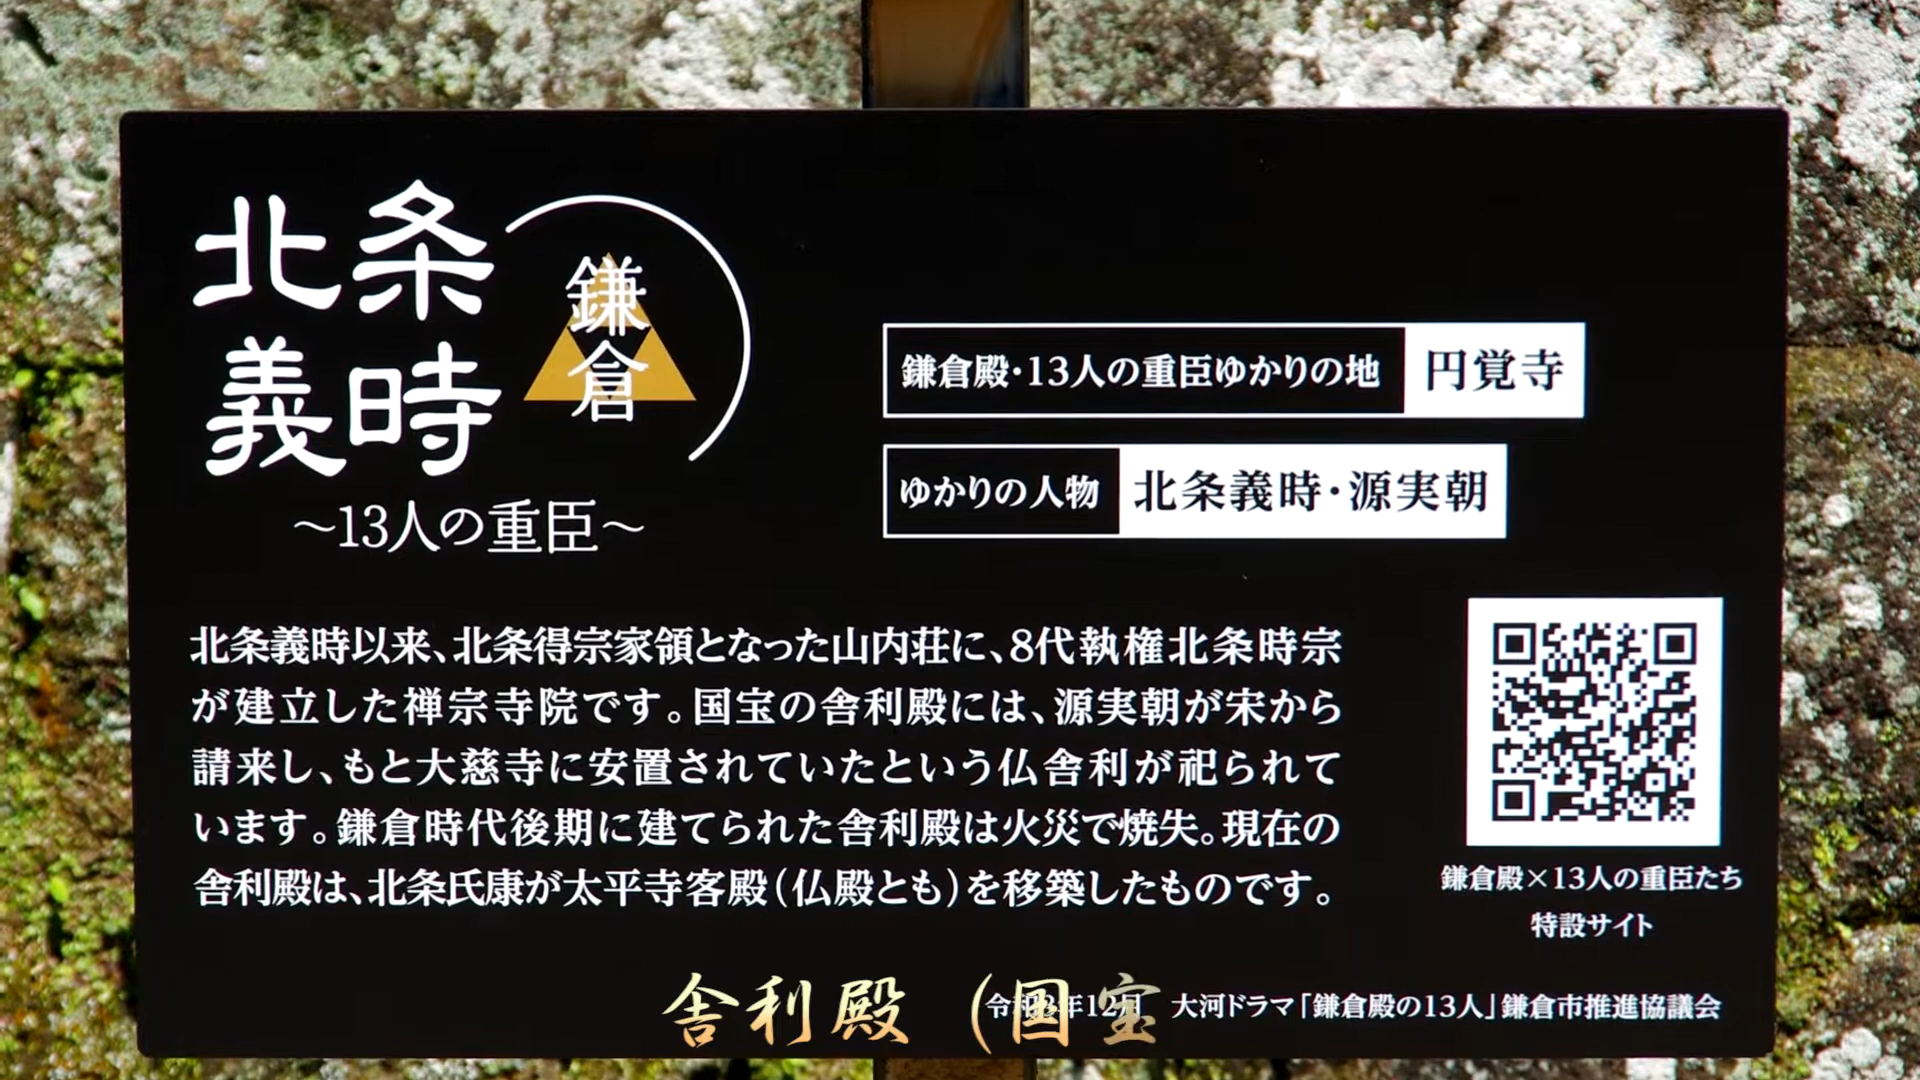 北条
義時
鎌倉
～13人の重臣～
鎌倉殿・13人の重臣ゆかりの地 円覚寺
ゆかりの人物 北条義時・源実朝
北条義時以来、北条得宗家領となった山内荘に、8代執権北条時宗
が建立した禅宗寺院です。国宝の舎利殿には、源実朝が宋から
請来し、もと大慈寺に安置されていたという仏舎利が祀られて
います。鎌倉時代後期に建てられた舎利殿は火災で焼失。現在の
舎利殿は、北条氏康が太平寺客殿(仏殿とも)を移築したものです。
鎌倉殿×13人の重臣たち
特設サイト
令和3年12月 大河ドラマ「鎌倉殿の13人」鎌倉市推進協議会
舎利殿 (国宝